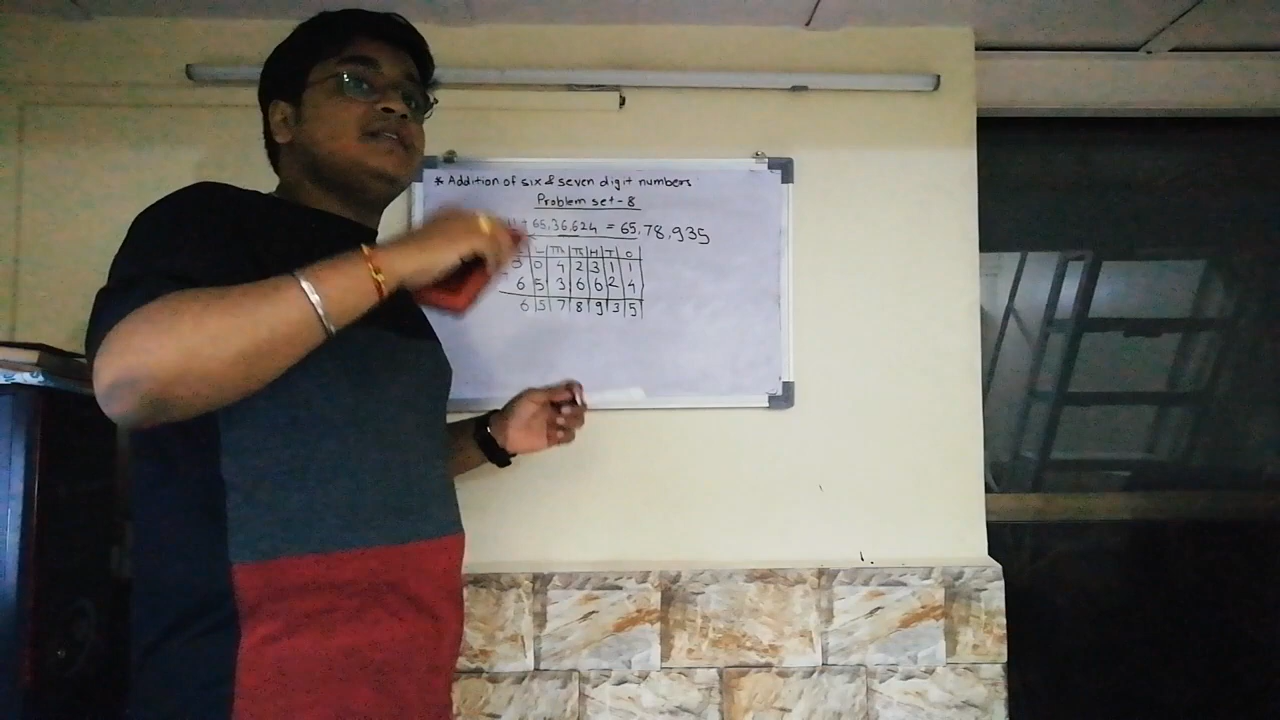 * Addition of six & seven digit numbers
Problem set-8
11 + 65,36,624 = 65,78,935
L TTh Th H T O
0 4 2 3 1 1
6 5 3 6 6 2 4
6 5 7 8 9 3 5